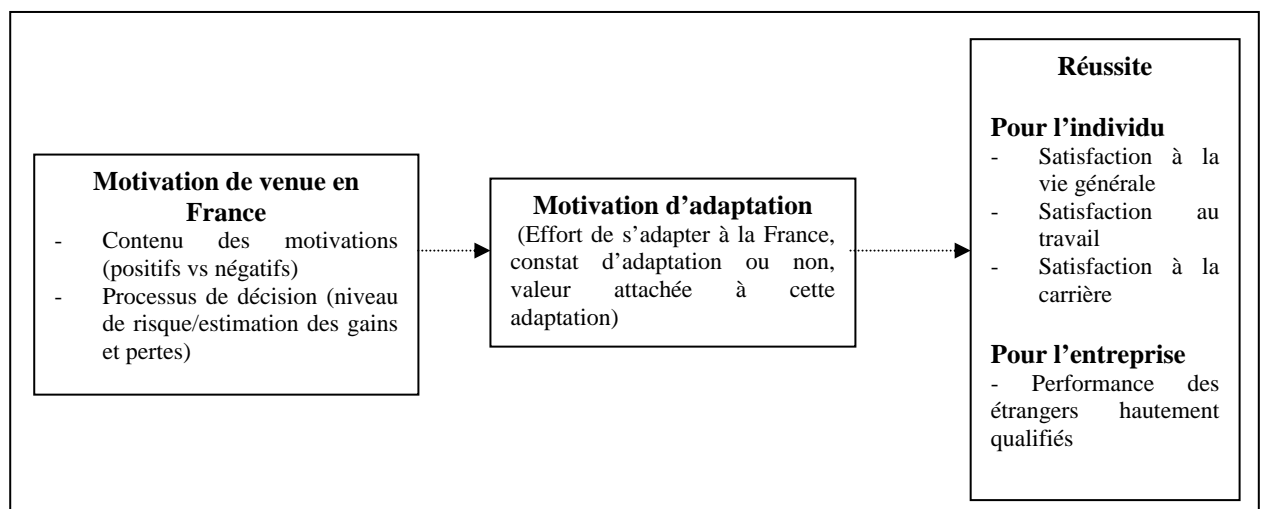 Motivation de venue en
France
- Contenu des motivations
(positifs vs négatifs)
- Processus de décision (niveau
de risque/estimation des gains
et pertes)
Motivation d’adaptation
(Effort de s’adapter à la France,
constat d’adaptation ou non,
valeur attachée à cette
adaptation)
Réussite
Pour l’individu
- Satisfaction à la
vie générale
- Satisfaction au
travail
- Satisfaction à la
carrière
Pour l’entreprise
- Performance des
étrangers hautement
qualifiés